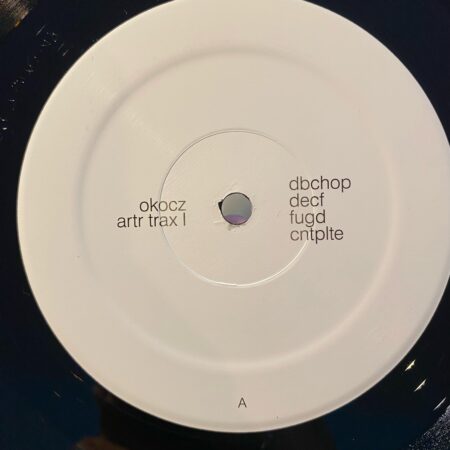 okocz
artr trax I
dbchop
decf
fugd
cntplte
A